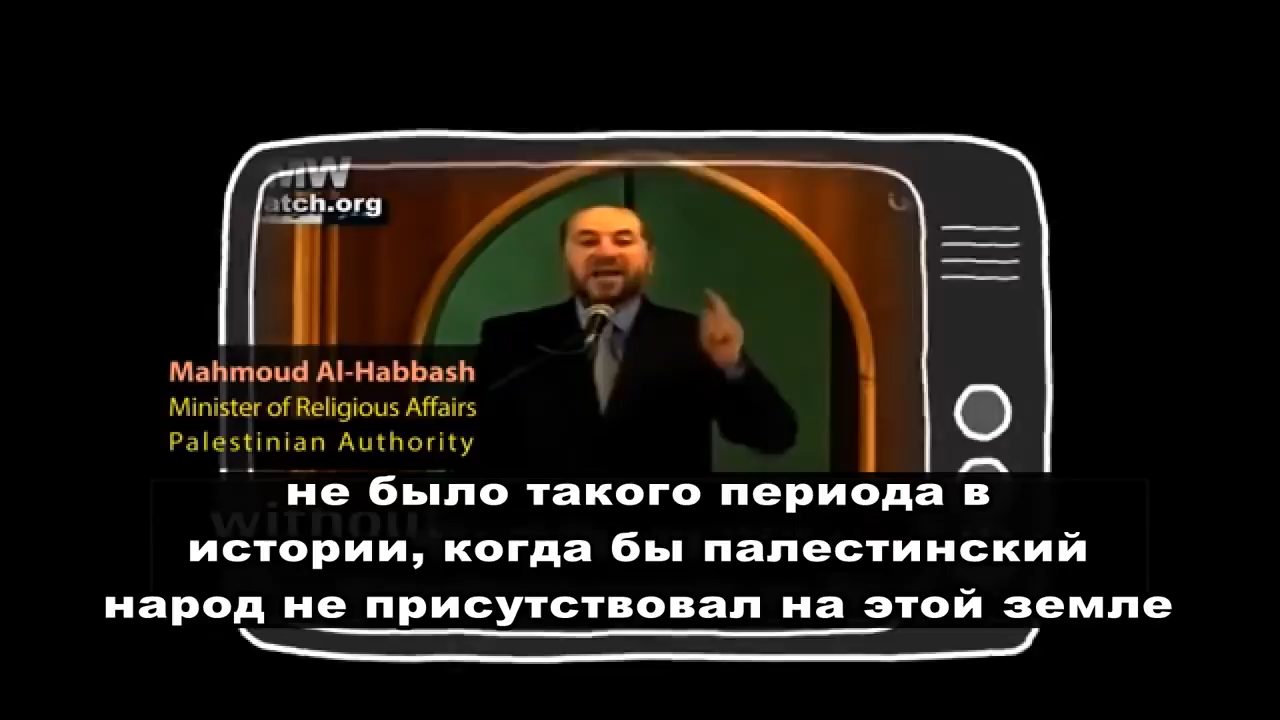 MW
atch.org
Mahmoud Al-Habbash
Minister of Religious Affairs
Palestinian Authority
не было такого периода в
истории, когда бы палестинский
народ не присутствовал на этой земле